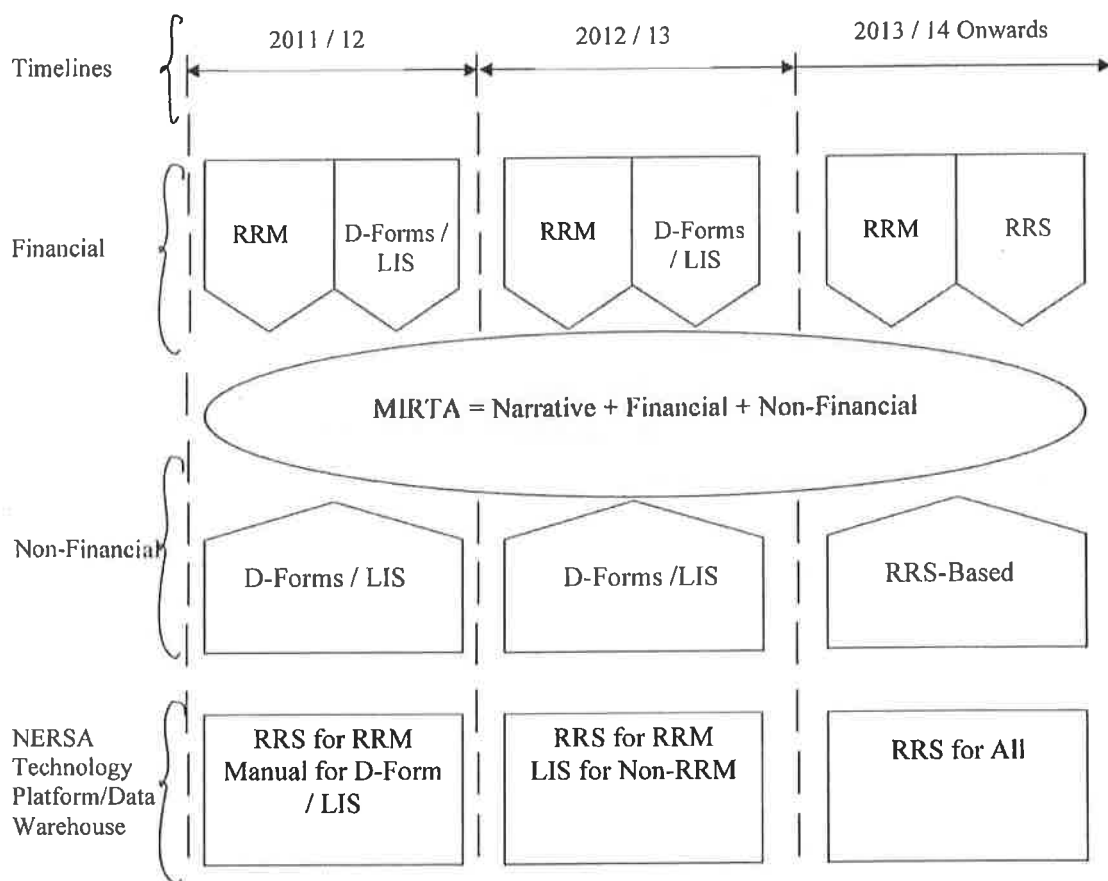 2011 / 12
2012 / 13
2013 / 14 Onwards
Timelines
Financial
RRM
D-Forms /
LIS
RRM
D-Forms
/ LIS
RRM
RRS
MIRTA = Narrative + Financial + Non-Financial
Non-Financial
D-Forms / LIS
D-Forms /LIS
RRS-Based
NERSA
Technology
Platform/Data
Warehouse
RRS for RRM
Manual for D-Form
/ LIS
RRS for RRM
LIS for Non-RRM
RRS for All